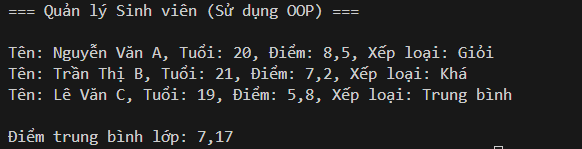 === Quản lý Sinh viên (Sử dụng OOP) ===
Tên: Nguyễn Văn A, Tuổi: 20, Điểm: 8,5, Xếp loại: Giỏi
Tên: Trần Thị B, Tuổi: 21, Điểm: 7,2, Xếp loại: Khá
Tên: Lê Văn C, Tuổi: 19, Điểm: 5,8, Xếp loại: Trung bình
Điểm trung bình lớp: 7,17